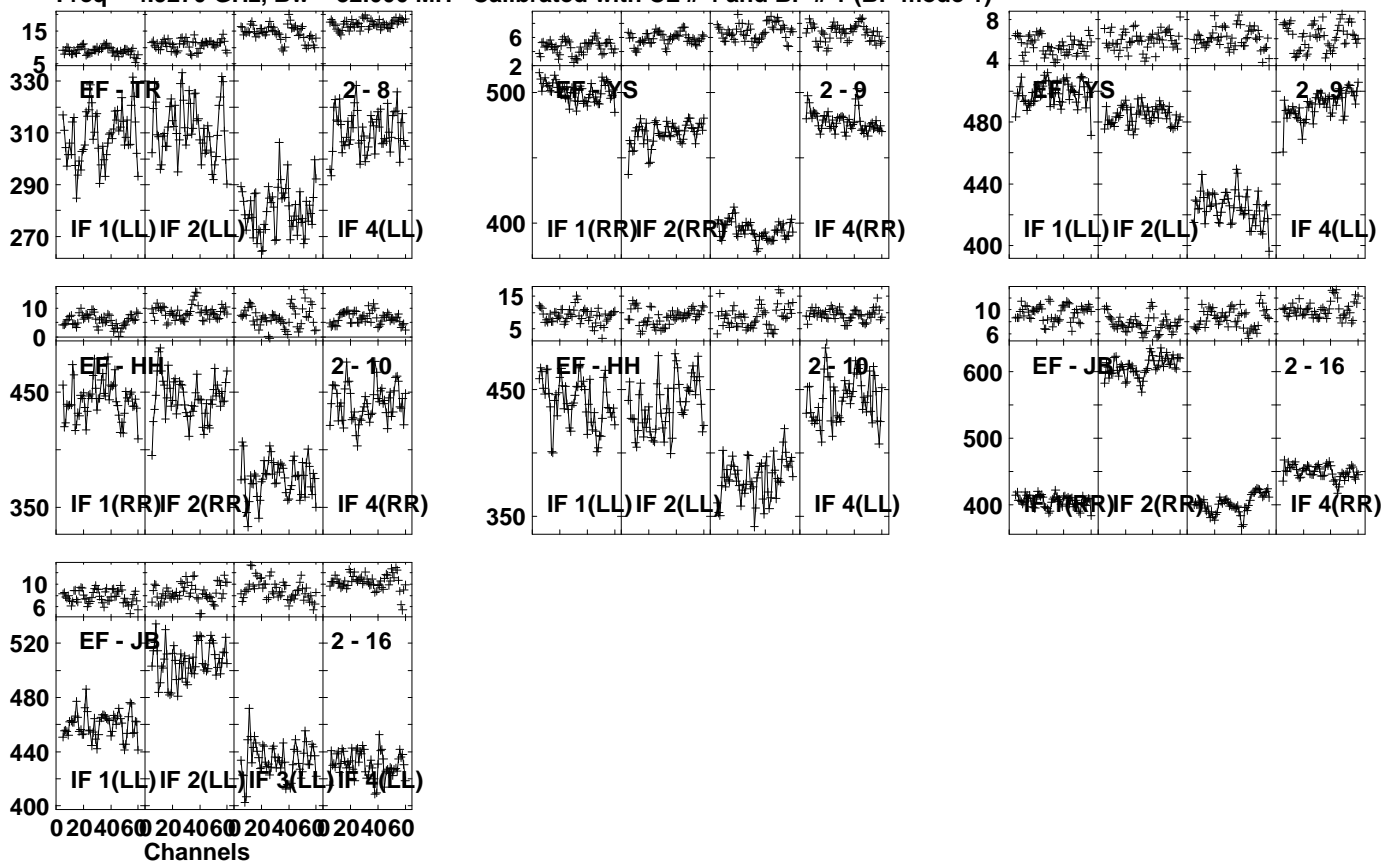 15
5
330
310
290
270
EF - TR
2 - 8
IF 1(LL) IF 2(LL) IF 4(LL)
6
2
500
400
EF - YS
2 - 9
IF 1(RR) IF 2(RR) IF 4(RR)
8
4
480
440
400
EF - YS
2 - 9
IF 1(LL) IF 2(LL) IF 4(LL)
10
0
450
350
EF - HH
2 - 10
IF 1(RR) IF 2(RR) IF 4(RR)
15
5
450
350
EF - HH
2 - 10
IF 1(LL) IF 2(LL) IF 4(LL)
10
6
600
500
400
EF - JB
2 - 16
IF 1(RR) IF 2(RR) IF 4(RR)
10
6
520
480
440
400
EF - JB
2 - 16
IF 1(LL) IF 2(LL) IF 3(LL) IF 4(LL)
0 20 40 60 0 20 40 60 0 20 40 60 0 20 40 60
Channels